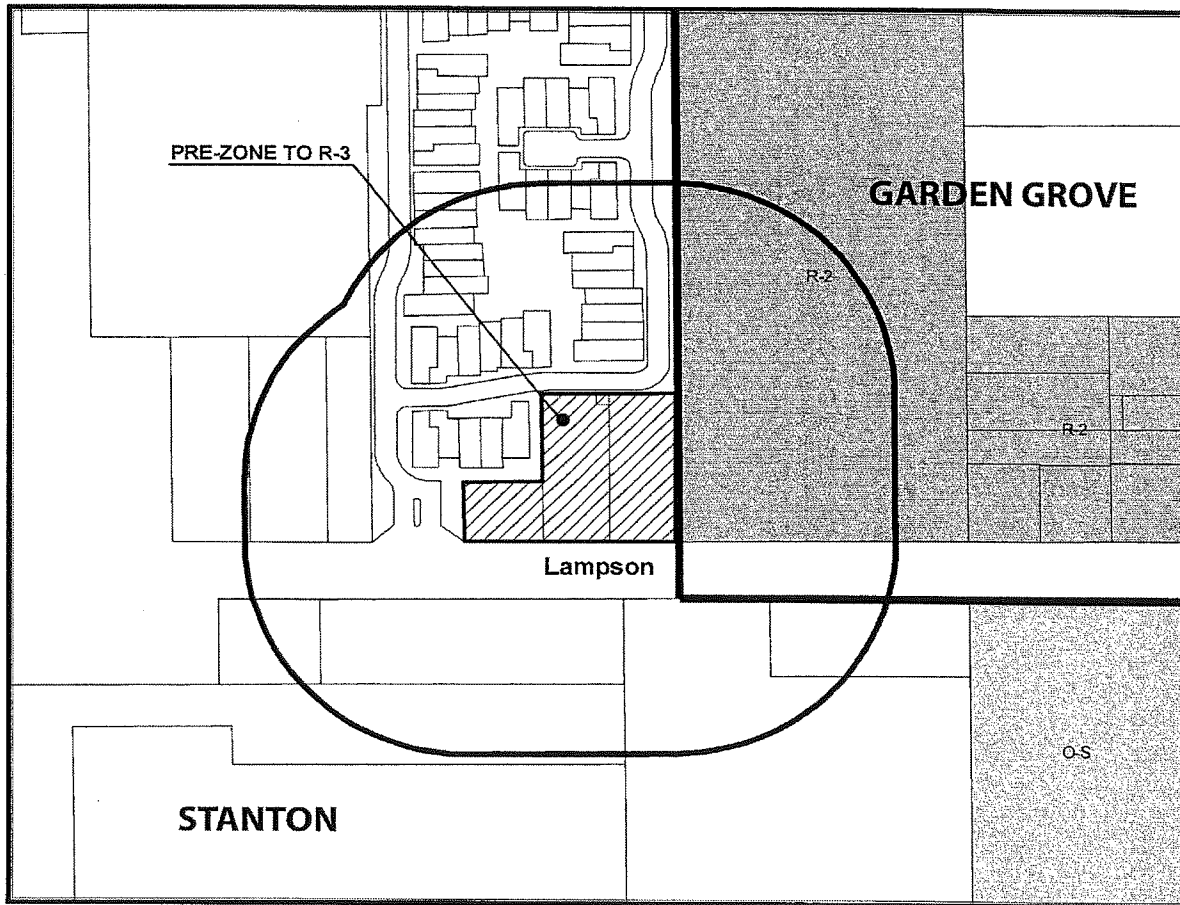 PRE-ZONE TO R-3
GARDEN GROVE
R-2
R-2
Lampson
O-S
STANTON